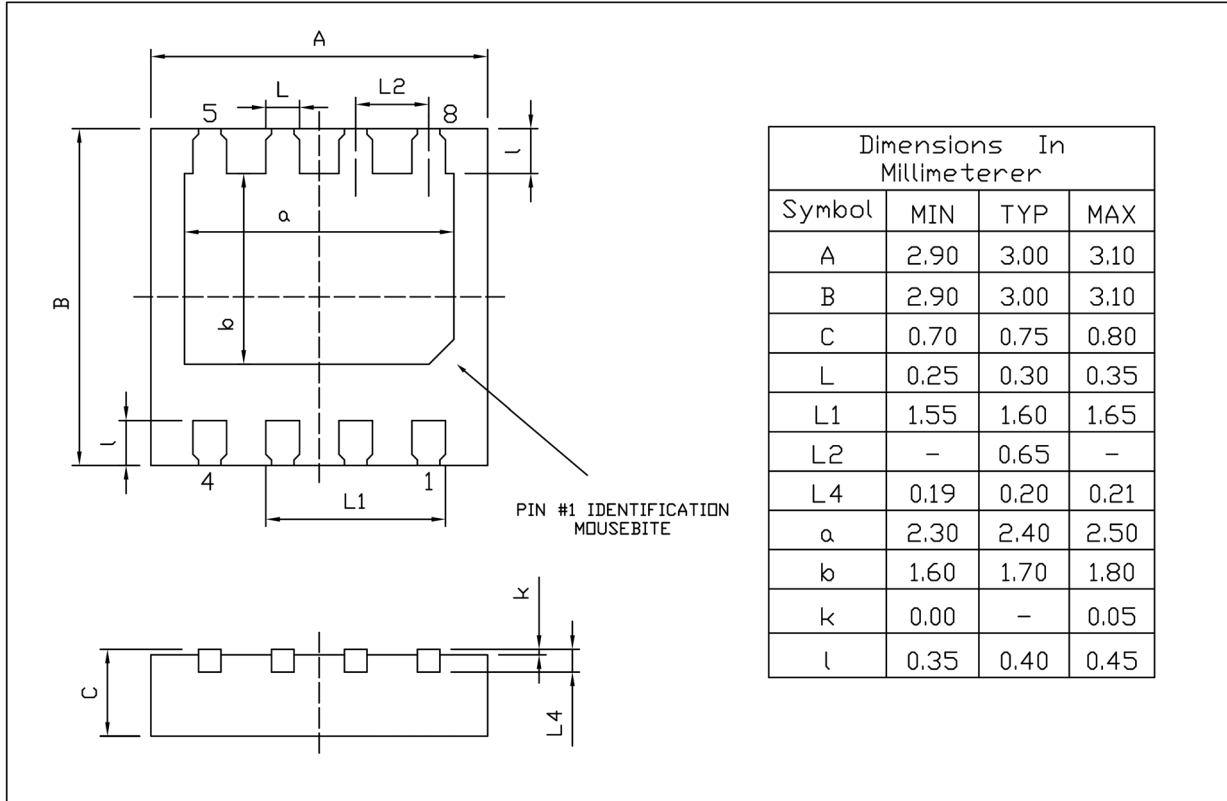 A
L
L2
5
8
l
a
B
b
l
4
1
L1
PIN #1 IDENTIFICATION
MOUSEBITE
k
C
L4
Dimensions In
Millimeterer
Symbol MIN TYP MAX
A 2.90 3.00 3.10
B 2.90 3.00 3.10
C 0.70 0.75 0.80
L 0.25 0.30 0.35
L1 1.55 1.60 1.65
L2 - 0.65 -
L4 0.19 0.20 0.21
a 2.30 2.40 2.50
b 1.60 1.70 1.80
k 0.00 - 0.05
l 0.35 0.40 0.45